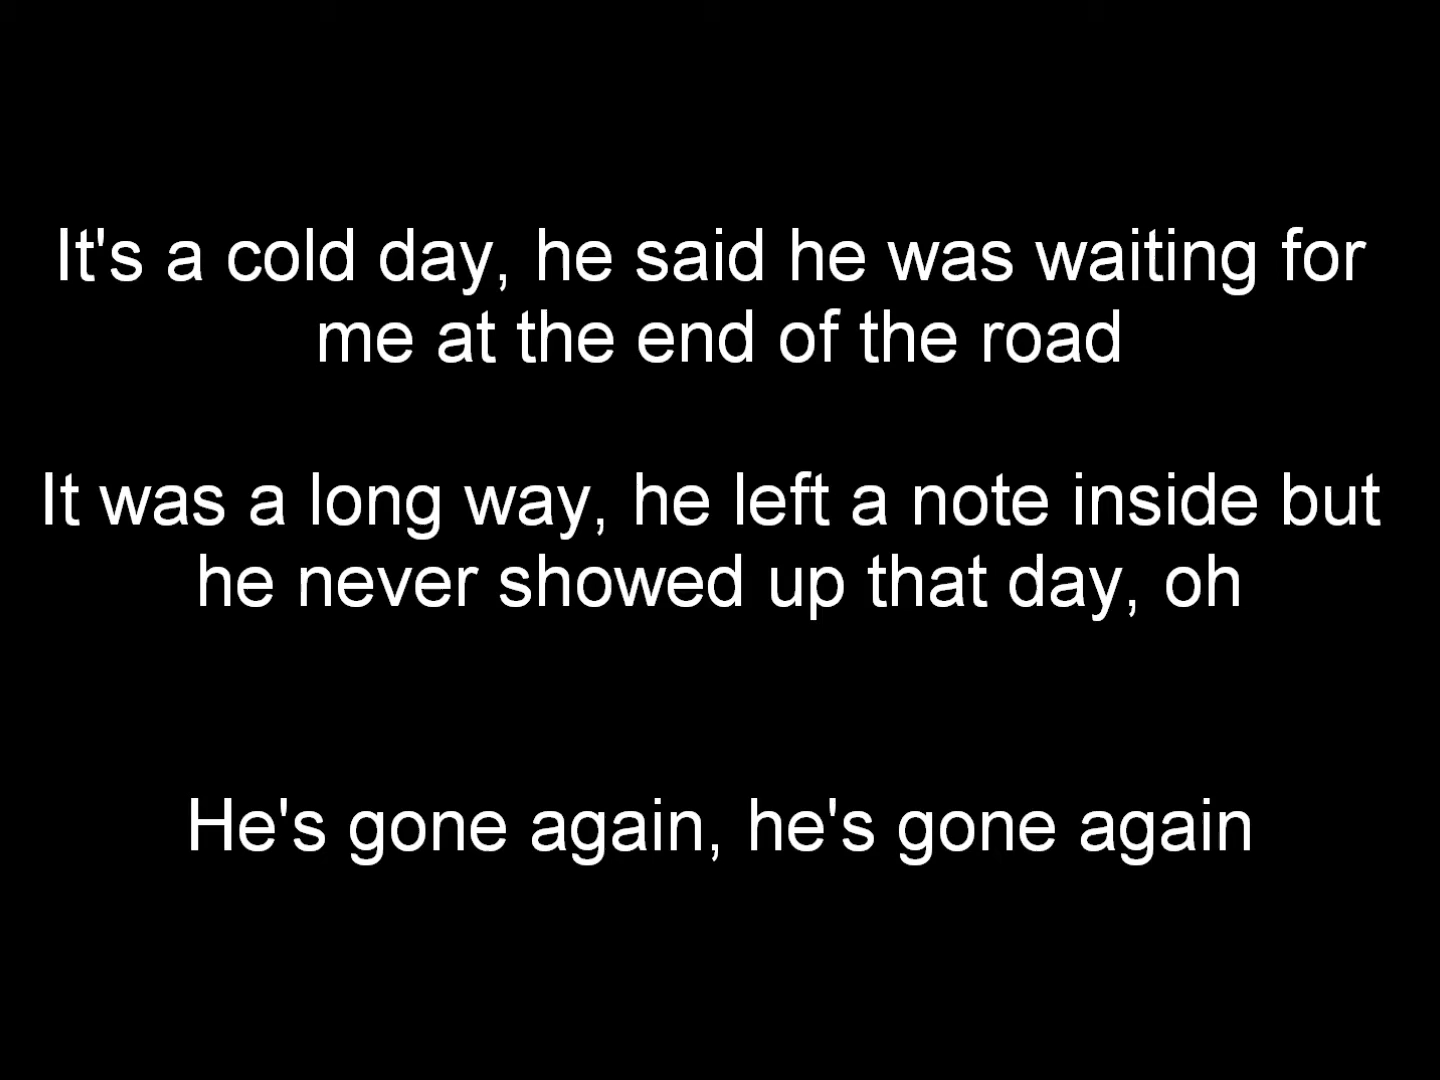 It's a cold day, he said he was waiting for
me at the end of the road
It was a long way, he left a note inside but
he never showed up that day, oh
He's gone again, he's gone again